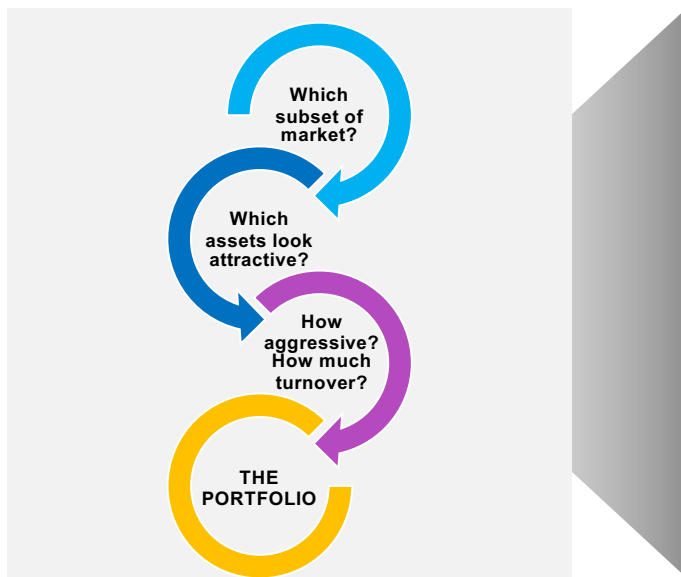 Which
subset of
market?
Which
assets look
attractive?
How
aggressive?
How much
turnover?
THE
PORTFOLIO